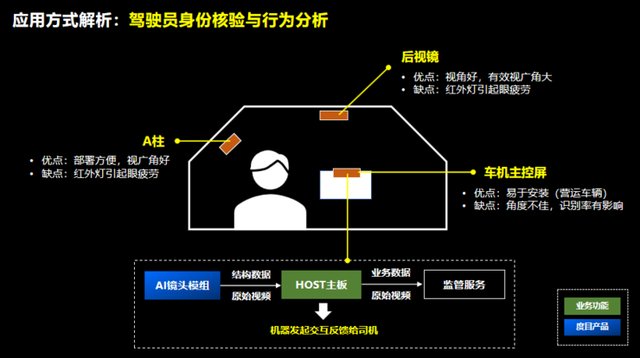 应用方式解析：驾驶员身份核验与行为分析
后视镜
• 优点：视角好，有效视广角大
• 缺点：红外灯引起眼疲劳
A柱
• 优点：部署方便，视广角好
• 缺点：红外灯引起眼疲劳
车机主控屏
• 优点：易于安装（营运车辆）
• 缺点：角度不佳，识别率有影响
AI镜头模组
结构数据
原始视频
HOST主板
业务数据
原始视频
监管服务
机器发起交互反馈给司机
业务功能
度目产品